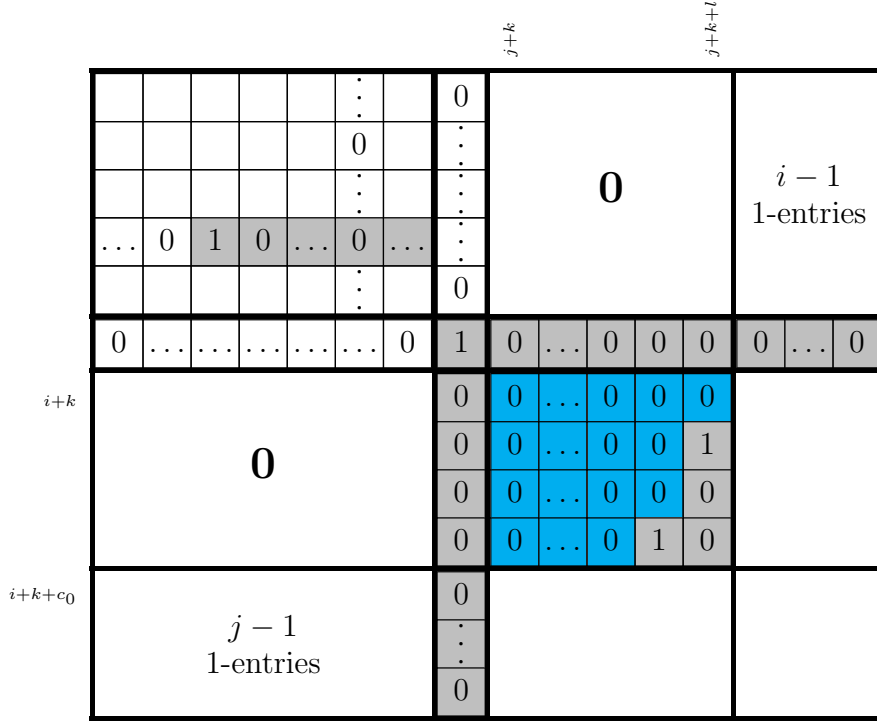 j+k j+k+l
⋮ 0
0 ⋮
0 i − 1
⋮ 1-entries
… 0 1 0 … 0 … ⋮
⋮ 0
0 … … … … … 0 1 0 … 0 0 0 0 … 0
i+k 0 0 … 0 0 0
0 0 … 0 0 1
0
0 0 … 0 0 0
0 0 … 0 1 0
i+k+c₀ 0
j − 1 ⋮
1-entries
0